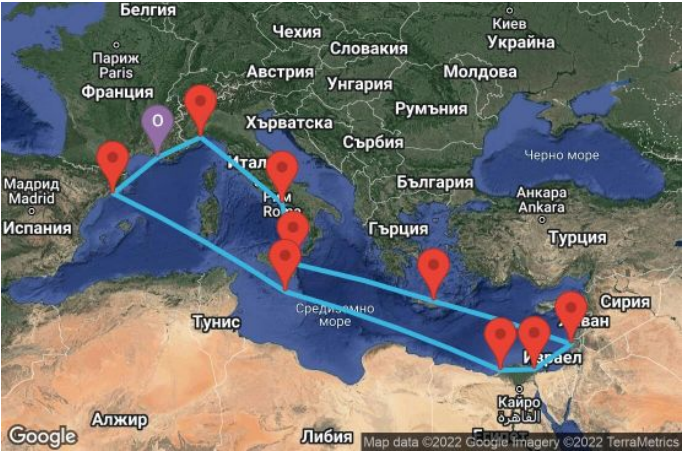 Белгия
Киев
Чехия
Украйна
Словакия
Париж
Paris
Австрия
Молдова
Франция
Унгария
O
Румъния
Хърватска
Сърбия
Черно море
Итал
България
Мадрид
Madrid
Анкара
Ankara
Рим
Roma
Испания
Гърция
Турция
Сирия
Средиземно
море
Тунис
Ливан
Израел
Кайро
القاهرة
Алжир
Либия
Египет
Google
Map data ©2022 Google Imagery ©2022 TerraMetrics